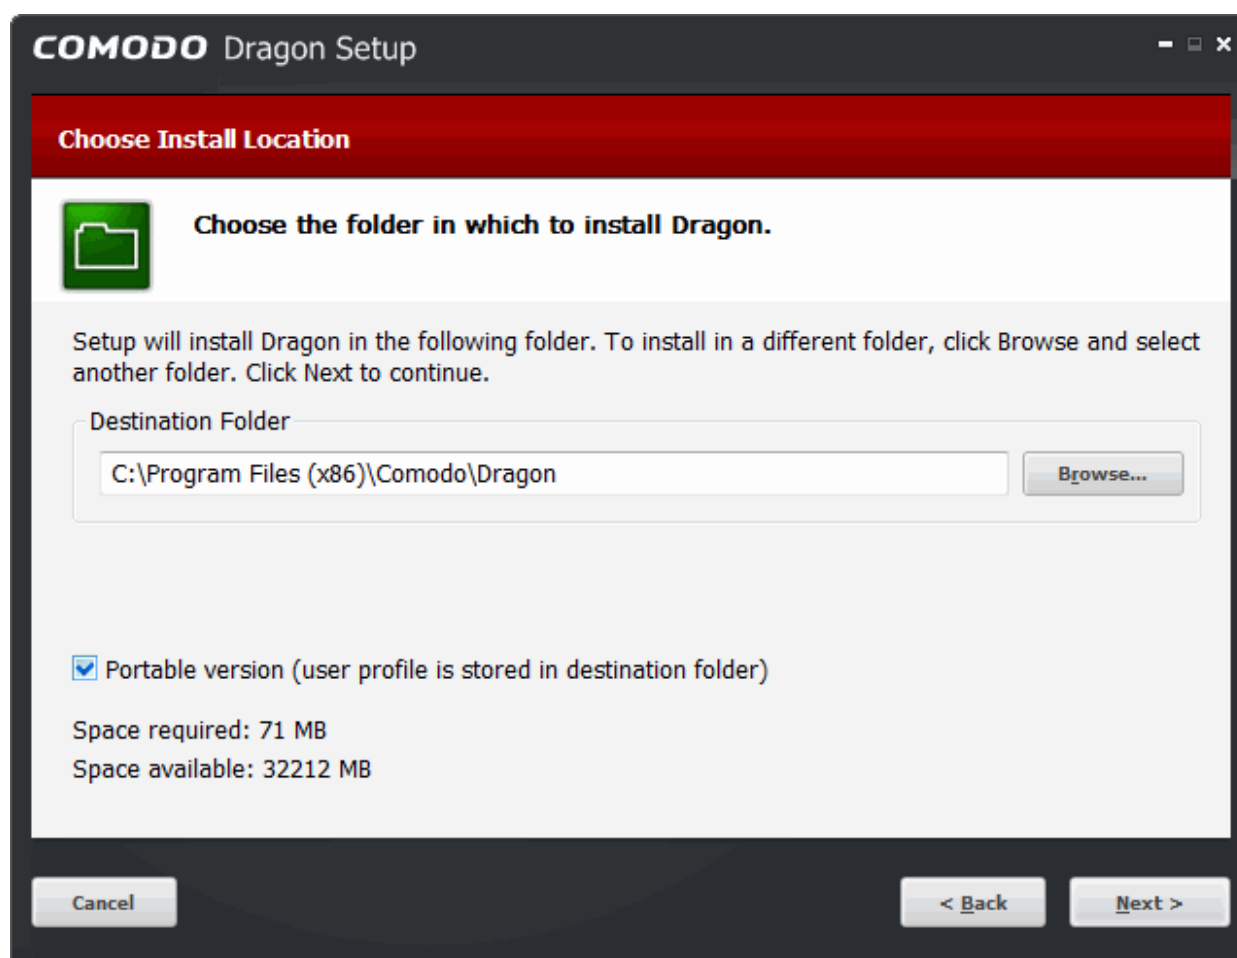 COMODO Dragon Setup
Choose Install Location
Choose the folder in which to install Dragon.
Setup will install Dragon in the following folder. To install in a different folder, click Browse and select
another folder. Click Next to continue.
Destination Folder
C:\Program Files (x86)\Comodo\Dragon
Browse...
Portable version (user profile is stored in destination folder)
Space required: 71 MB
Space available: 32212 MB
Cancel
< Back
Next >